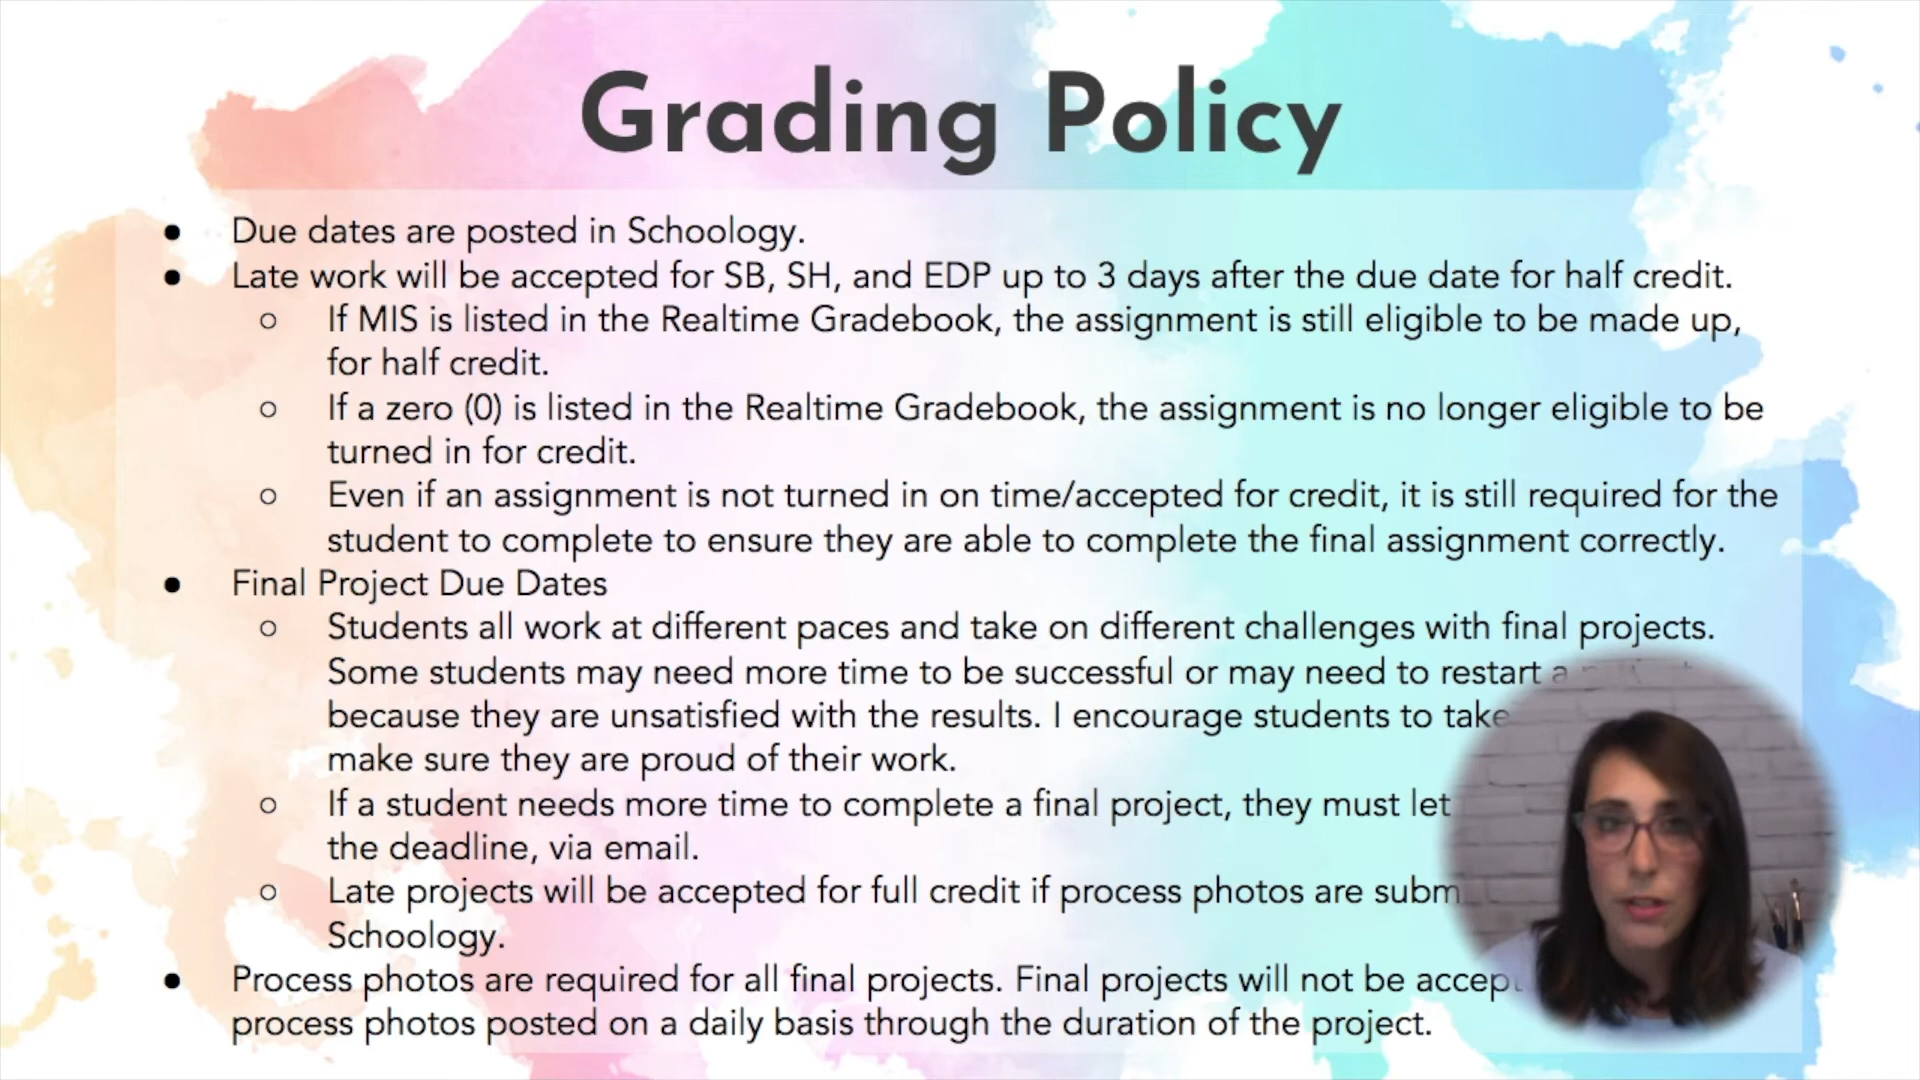 Grading Policy
● Due dates are posted in Schoology.
● Late work will be accepted for SB, SH, and EDP up to 3 days after the due date for half credit.
○ If MIS is listed in the Realtime Gradebook, the assignment is still eligible to be made up,
for half credit.
○ If a zero (0) is listed in the Realtime Gradebook, the assignment is no longer eligible to be
turned in for credit.
○ Even if an assignment is not turned in on time/accepted for credit, it is still required for the
student to complete to ensure they are able to complete the final assignment correctly.
● Final Project Due Dates
○ Students all work at different paces and take on different challenges with final projects.
Some students may need more time to be successful or may need to restart a
because they are unsatisfied with the results. I encourage students to take
make sure they are proud of their work.
○ If a student needs more time to complete a final project, they must let
the deadline, via email.
○ Late projects will be accepted for full credit if process photos are
Schoology.
● Process photos are required for all final projects. Final projects will not be
process photos posted on a daily basis through the duration of the project.